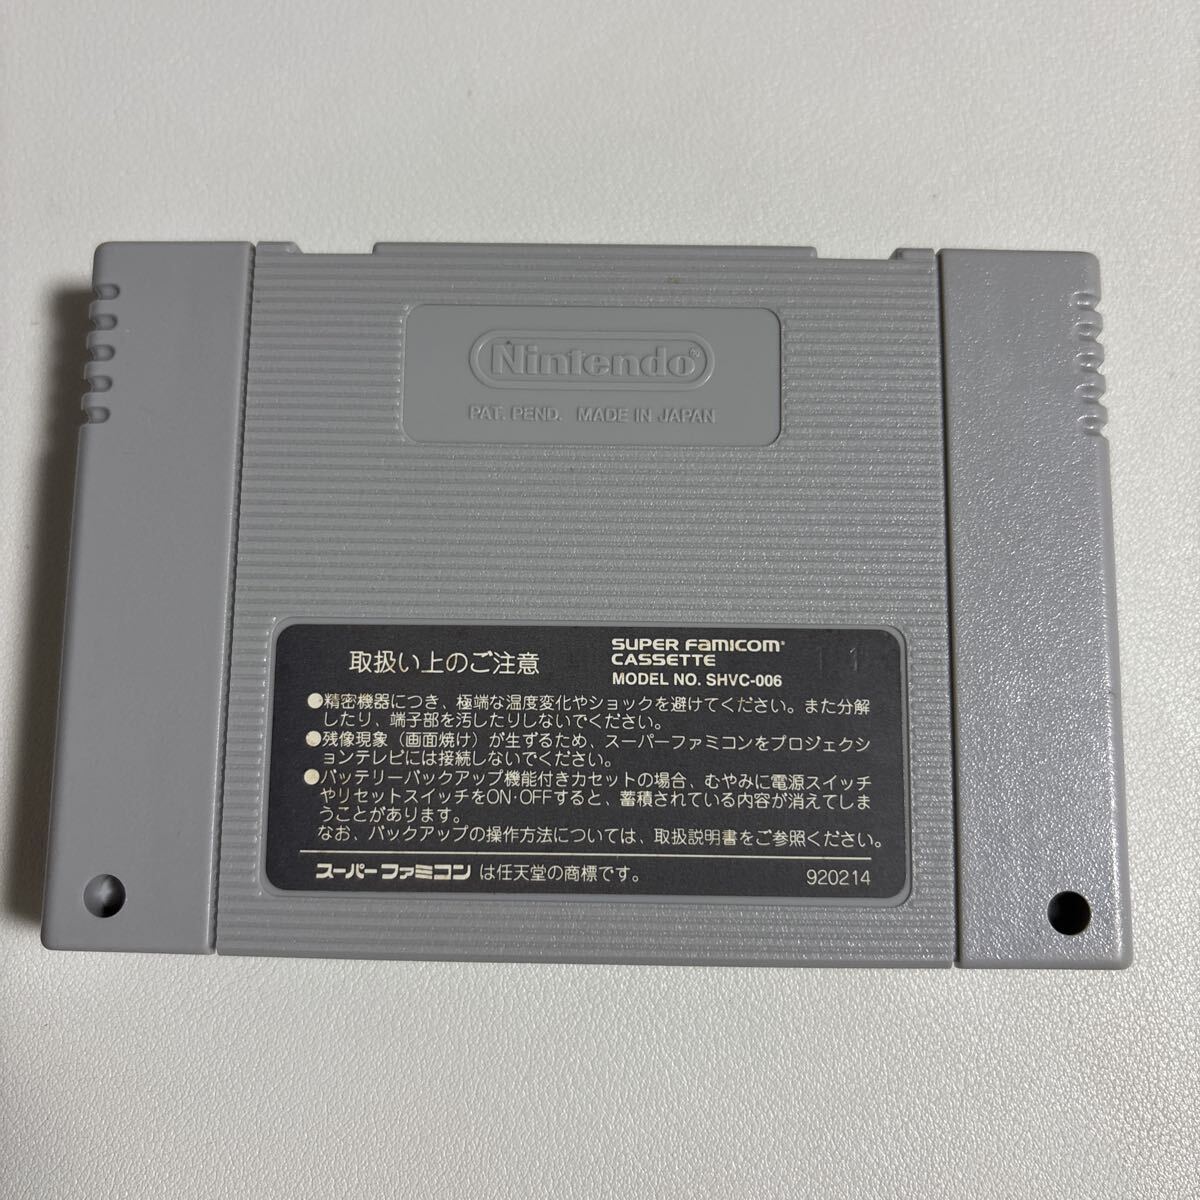 Nintendo
PAT. PEND. MADE IN JAPAN
取扱い上のご注意
SUPER FAMICOM
CASSETTE
MODEL NO. SHVC-006
11
●精密機器につき、極端な温度変化やショックを避けてください。また分解
したり、端子部を汚したりしないでください。
●残像現象（画面焼け）が生ずるため、スーパーファミコンをプロジェクシ
ョンテレビには接続しないでください。
●バッテリーバックアップ機能付きカセットの場合、むやみに電源スイッチ
やリセットスイッチをON·OFFすると、蓄積されている内容が消えてしま
うことがあります。
なお、バックアップの操作方法については、取扱説明書をご参照ください。
スーパーファミコン は任天堂の商標です。
920214